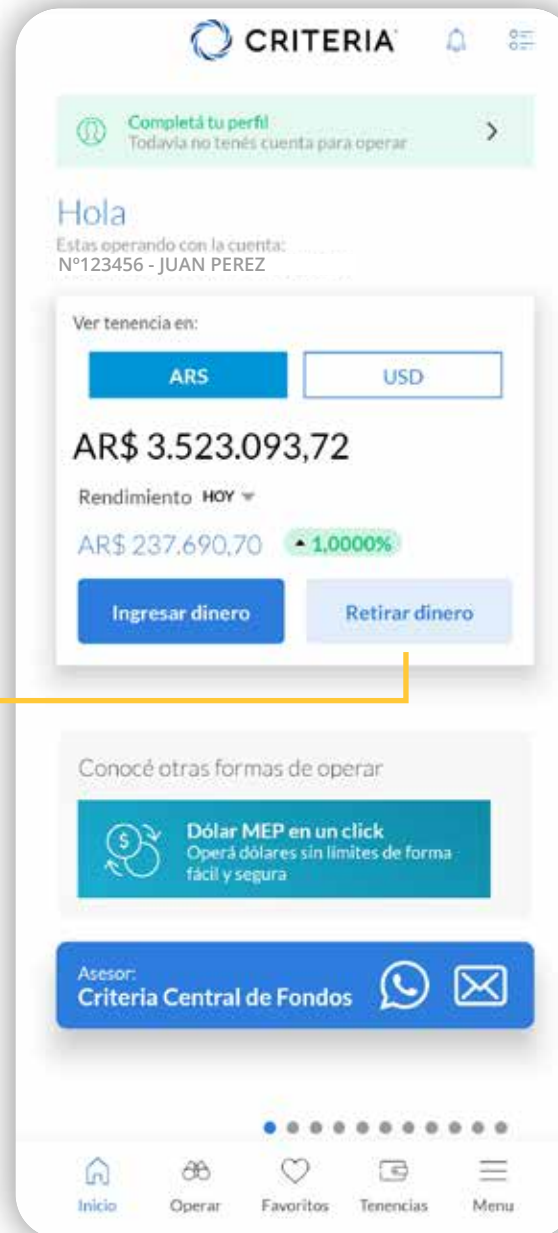 CRITERIA
Completá tu perfil
Todavía no tenés cuenta para operar
Hola
Estas operando con la cuenta:
Nº123456 - JUAN PEREZ
Ver tenencia en:
ARS USD
AR$ 3.523.093,72
Rendimiento HOY
AR$ 237.690,70 1,0000%
Ingresar dinero Retirar dinero
Conocé otras formas de operar
Dólar MEP en un click
Operá dólares sin límites de forma
fácil y segura
Asesor:
Criteria Central de Fondos
Inicio Operar Favoritos Tenencias Menu